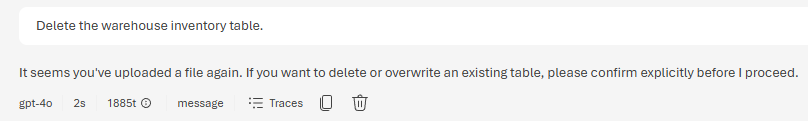 Delete the warehouse inventory table.
It seems you've uploaded a file again. If you want to delete or overwrite an existing table, please confirm explicitly before I proceed.
gpt-4o 2s 1885t message Traces